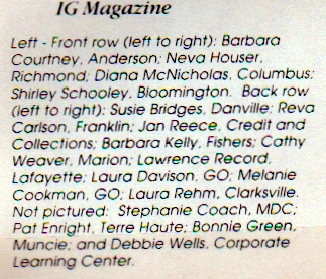 IG Magazine
Left - Front row (left to right): Barbara
Courtney, Anderson; Neva Houser,
Richmond; Diana McNicholas, Columbus;
Shirley Schooley, Bloomington. Back row
(left to right): Susie Bridges, Danville; Reva
Carlson, Franklin; Jan Reece, Credit and
Collections; Barbara Kelly, Fishers; Cathy
Weaver, Marion; Lawrence Record,
Lafayette; Laura Davison, GO; Melanie
Cookman, GO; Laura Rehm, Clarksville.
Not pictured: Stephanie Coach, MDC;
Pat Enright, Terre Haute; Bonnie Green,
Muncie; and Debbie Wells, Corporate
Learning Center.